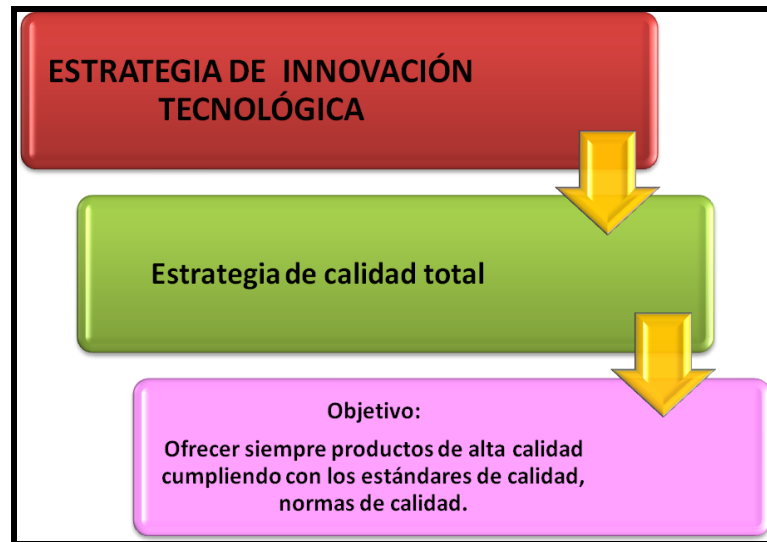 ESTRATEGIA DE INNOVACIÓN
TECNOLÓGICA
Estrategia de calidad total
Objetivo:
Ofrecer siempre productos de alta calidad
cumpliendo con los estándares de calidad,
normas de calidad.